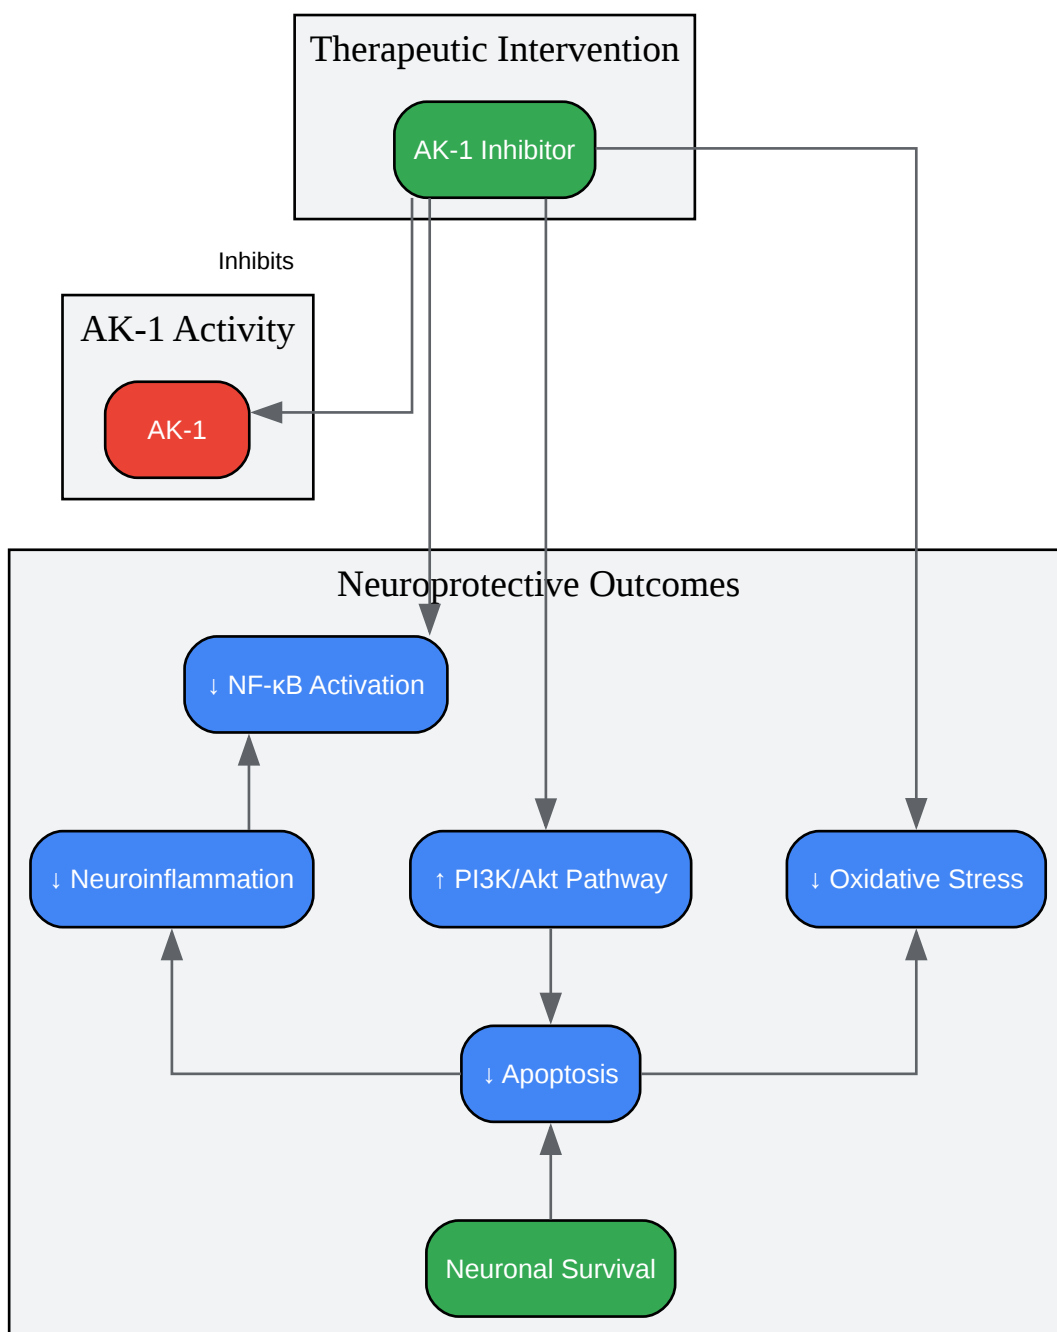 Therapeutic Intervention
AK-1 Inhibitor
Inhibits
AK-1 Activity
AK-1
Neuroprotective Outcomes
↓ NF-κB Activation
↓ Neuroinflammation
↑ PI3K/Akt Pathway
↓ Oxidative Stress
↓ Apoptosis
Neuronal Survival